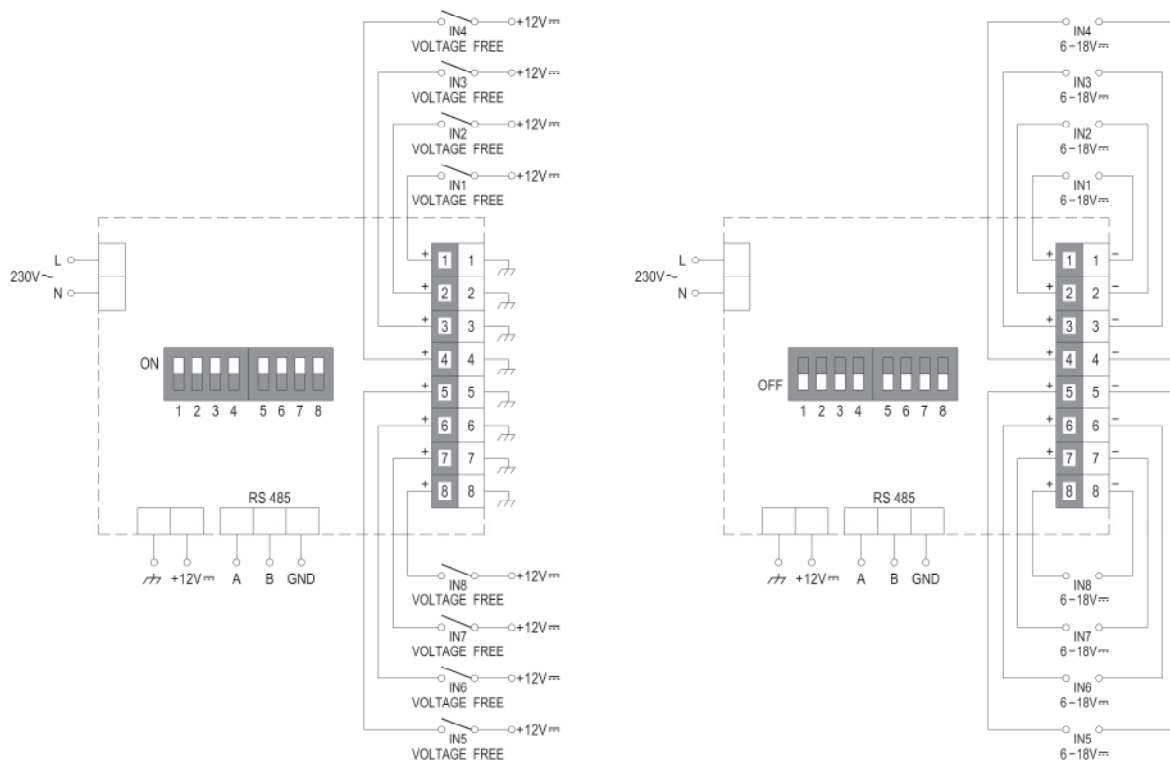 +12V
IN4
VOLTAGE FREE
+12V
IN3
VOLTAGE FREE
+12V
IN2
VOLTAGE FREE
+12V
IN1
VOLTAGE FREE
L
230V~
N
+ 1 1
+ 2 2
+ 3 3
+ 4 4
+ 5 5
+ 6 6
+ 7 7
+ 8 8
ON
1 2 3 4 5 6 7 8
RS 485
+12V A B GND
+12V
IN8
VOLTAGE FREE
+12V
IN7
VOLTAGE FREE
+12V
IN6
VOLTAGE FREE
+12V
IN5
VOLTAGE FREE
IN4
6-18V
IN3
6-18V
IN2
6-18V
IN1
6-18V
L
230V~
N
+ 1 1 -
+ 2 2 -
+ 3 3 -
+ 4 4 -
+ 5 5 -
+ 6 6 -
+ 7 7 -
+ 8 8 -
OFF
1 2 3 4 5 6 7 8
RS 485
+12V A B GND
IN8
6-18V
IN7
6-18V
IN6
6-18V
IN5
6-18V